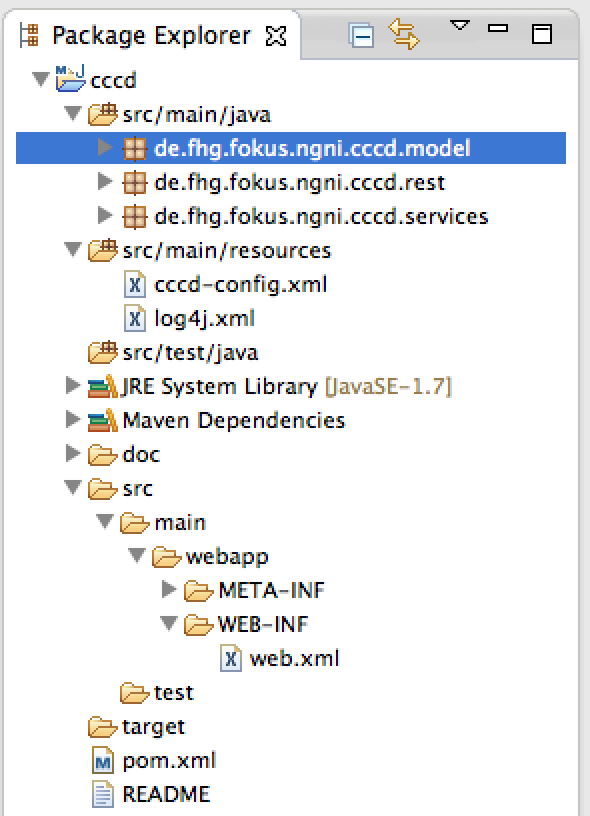 Package Explorer
cccd
src/main/java
de.fhg.fokus.ngni.cccd.model
de.fhg.fokus.ngni.cccd.rest
de.fhg.fokus.ngni.cccd.services
src/main/resources
cccd-config.xml
log4j.xml
src/test/java
JRE System Library [JavaSE-1.7]
Maven Dependencies
doc
src
main
webapp
META-INF
WEB-INF
web.xml
test
target
pom.xml
README